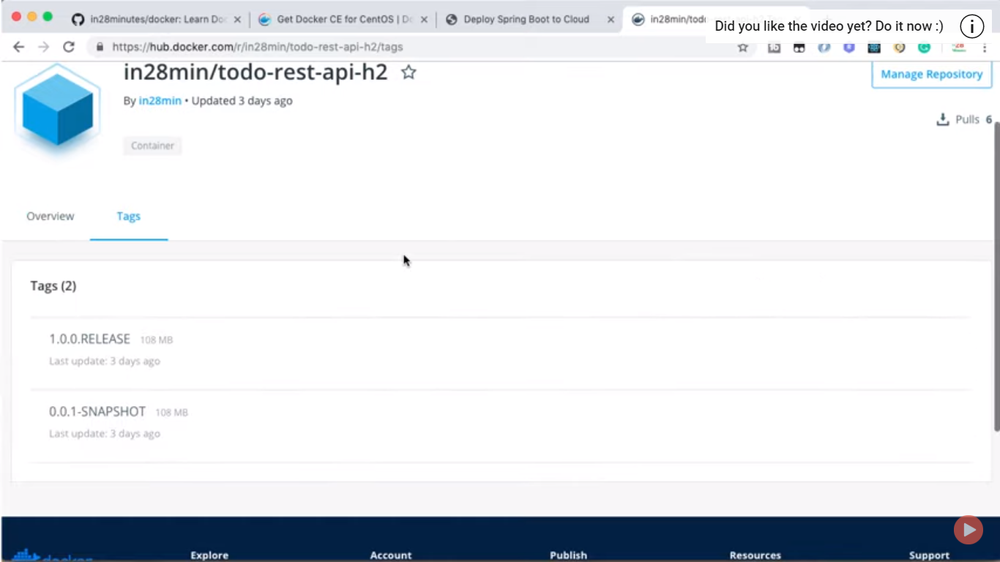 in28minutes/docker: Learn Doc
Get Docker CE for CentOS | Do
Deploy Spring Boot to Cloud
in28min/todo
Did you like the video yet? Do it now :)
https://hub.docker.com/r/in28min/todo-rest-api-h2/tags
in28min/todo-rest-api-h2
Manage Repository
By in28min • Updated 3 days ago
Pulls 6
Container
Overview
Tags
Tags (2)
1.0.0.RELEASE 108 MB
Last update: 3 days ago
0.0.1-SNAPSHOT 108 MB
Last update: 3 days ago
Explore
Account
Publish
Resources
Support